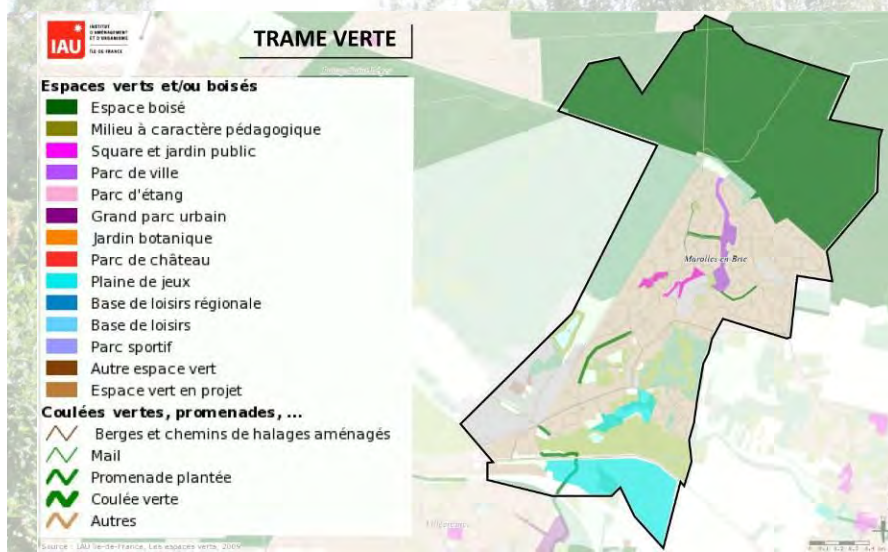 IAU
INSTITUT
D'AMÉNAGEMENT
ET D'URBANISME
ÎLE-DE-FRANCE
TRAME VERTE
Espaces verts et/ou boisés
Espace boisé
Milieu à caractère pédagogique
Square et jardin public
Parc de ville
Parc d'étang
Grand parc urbain
Jardin botanique
Parc de château
Plaine de jeux
Base de loisirs régionale
Base de loisirs
Parc sportif
Autre espace vert
Espace vert en projet
Coulées vertes, promenades, ...
Berges et chemins de halages aménagés
Mail
Promenade plantée
Coulée verte
Autres
Source : IAU île-de-France, Les espaces verts, 2009